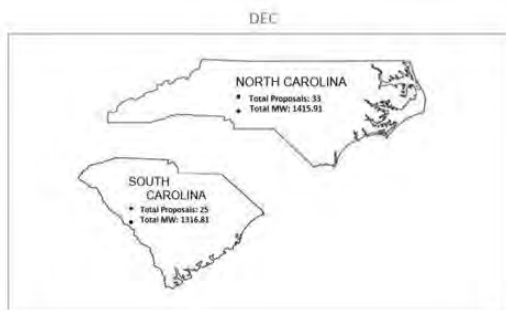 DEC
NORTH CAROLINA
• Total Proposals: 33
• Total MW: 1415.91
SOUTH
CAROLINA
• Total Proposals: 25
• Total MW: 1316.81